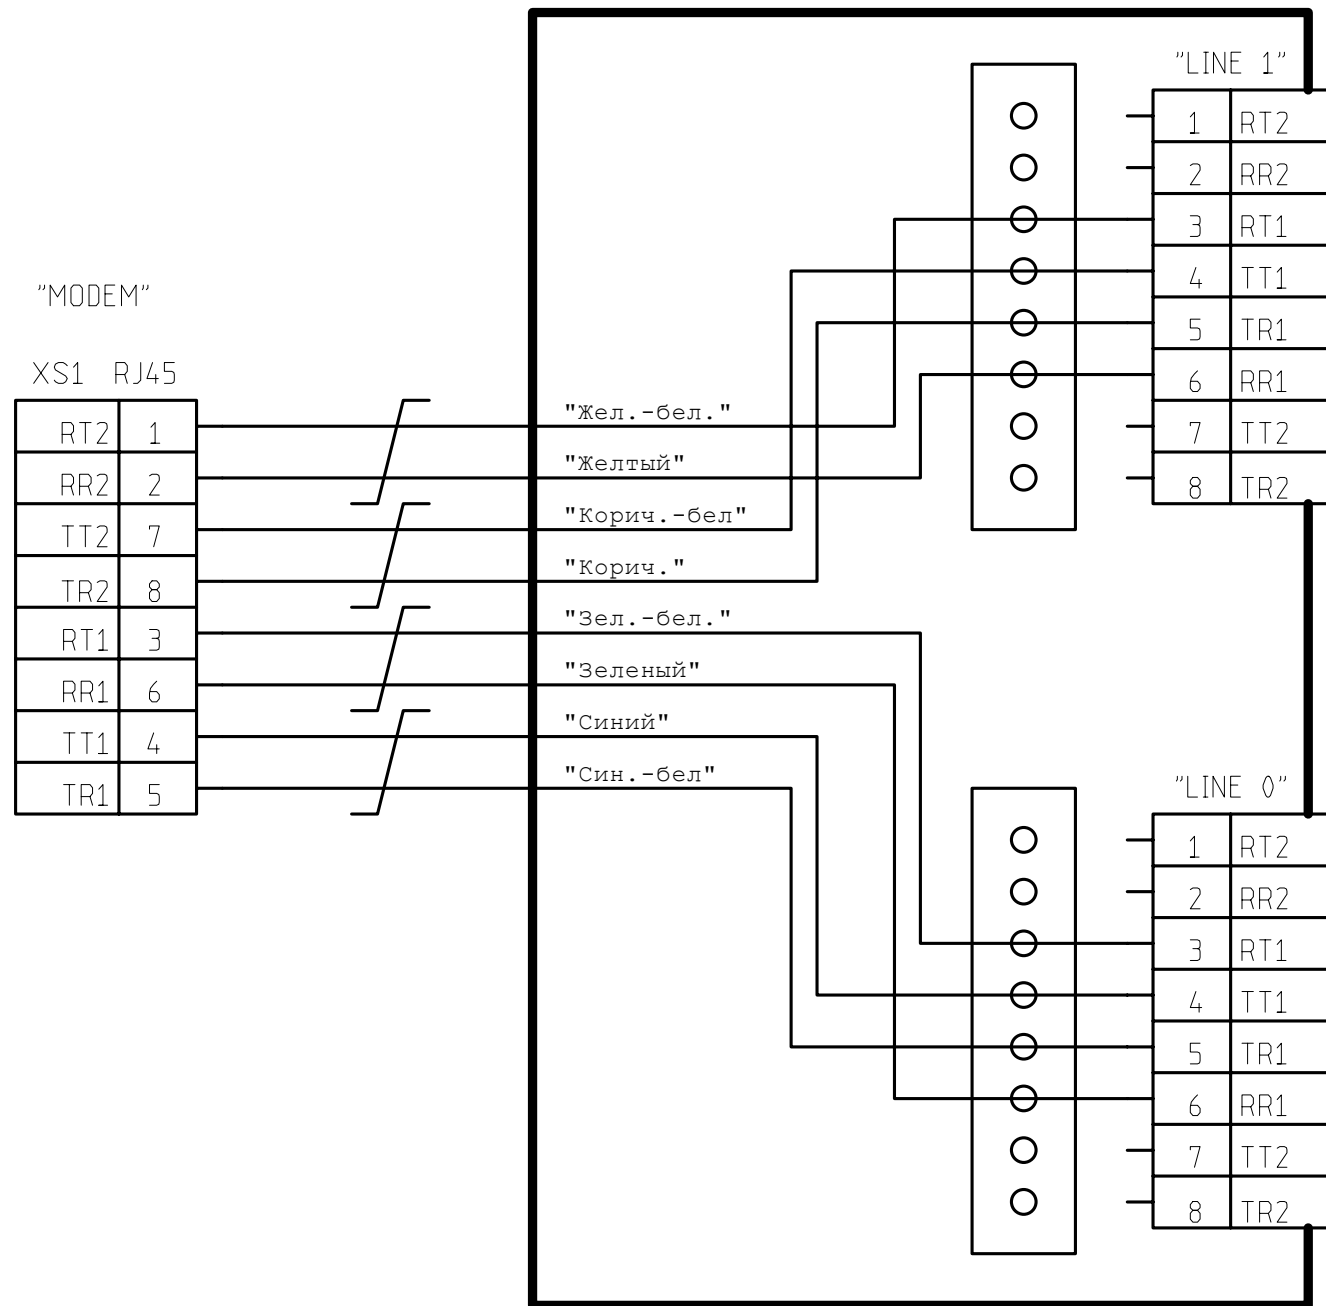 "LINE 1"
1 RT2
2 RR2
3 RT1
4 TT1
5 TR1
6 RR1
7 TT2
8 TR2
"MODEM"
XS1 RJ45
RT2 1
RR2 2
TT2 7
TR2 8
RT1 3
RR1 6
TT1 4
TR1 5
"Жел.-бел."
"Желтый"
"Корич.-бел"
"Корич."
"Зел.-бел."
"Зеленый"
"Синий"
"Син.-бел"
"LINE 0"
1 RT2
2 RR2
3 RT1
4 TT1
5 TR1
6 RR1
7 TT2
8 TR2